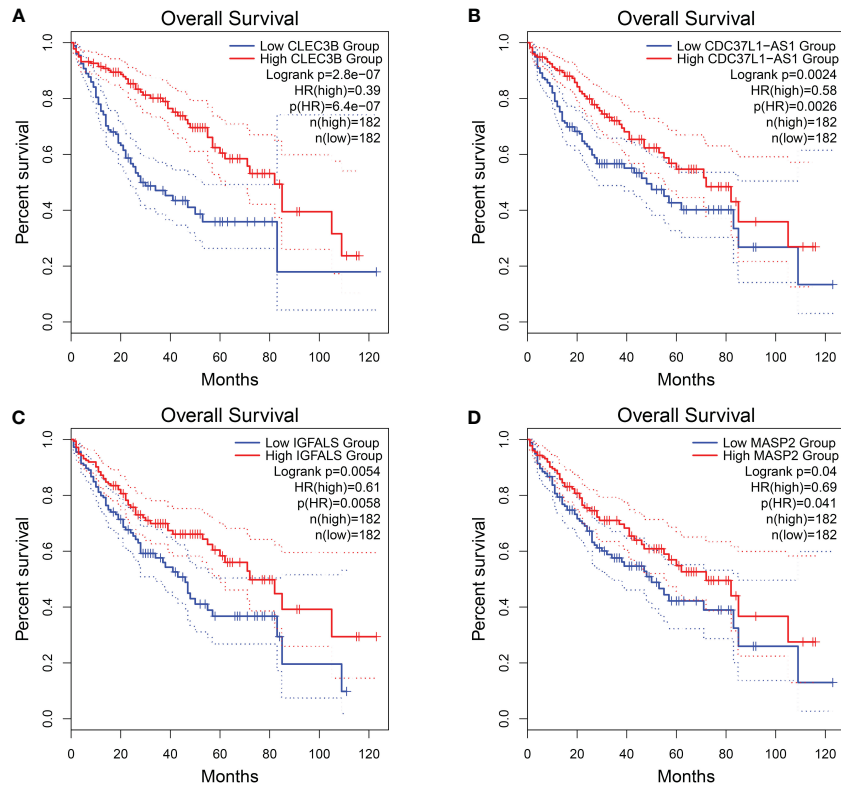 A
Overall Survival
Low CLEC3B Group
High CLEC3B Group
Logrank p=2.8e−07
HR(high)=0.39
p(HR)=6.4e−07
n(high)=182
n(low)=182
Percent survival
1.0
0.8
0.6
0.4
0.2
0.0
0 20 40 60 80 100 120
Months
B
Overall Survival
Low CDC37L1−AS1 Group
High CDC37L1−AS1 Group
Logrank p=0.0024
HR(high)=0.58
p(HR)=0.0026
n(high)=182
n(low)=182
Percent survival
1.0
0.8
0.6
0.4
0.2
0.0
0 20 40 60 80 100 120
Months
C
Overall Survival
Low IGFALS Group
High IGFALS Group
Logrank p=0.0054
HR(high)=0.61
p(HR)=0.0058
n(high)=182
n(low)=182
Percent survival
1.0
0.8
0.6
0.4
0.2
0.0
0 20 40 60 80 100 120
Months
D
Overall Survival
Low MASP2 Group
High MASP2 Group
Logrank p=0.04
HR(high)=0.69
p(HR)=0.041
n(high)=182
n(low)=182
Percent survival
1.0
0.8
0.6
0.4
0.2
0.0
0 20 40 60 80 100 120
Months